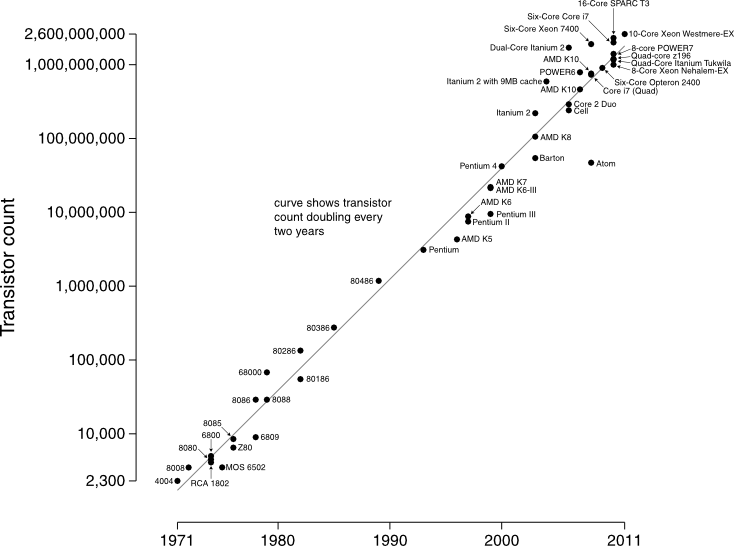 16-Core SPARC T3
Six-Core Core i7
Six-Core Xeon 7400
2,600,000,000
10-Core Xeon Westmere-EX
Dual-Core Itanium 2
8-core POWER7
Quad-core z196
AMD K10
1,000,000,000
Quad-Core Itanium Tukwila
POWER6
8-Core Xeon Nehalem-EX
Itanium 2 with 9MB cache
Six-Core Opteron 2400
AMD K10
Core i7 (Quad)
Core 2 Duo
Itanium 2
Cell
100,000,000
AMD K8
Pentium 4
Barton
Atom
AMD K7
AMD K6-III
curve shows transistor
count doubling every
two years
AMD K6
10,000,000
Pentium III
Pentium II
AMD K5
Pentium
Transistor count
1,000,000
80486
80386
100,000
80286
68000
80186
8086
8088
8085
10,000
6800
6809
8080
Z80
8008
MOS 6502
2,300
4004
RCA 1802
1971
1980
1990
2000
2011